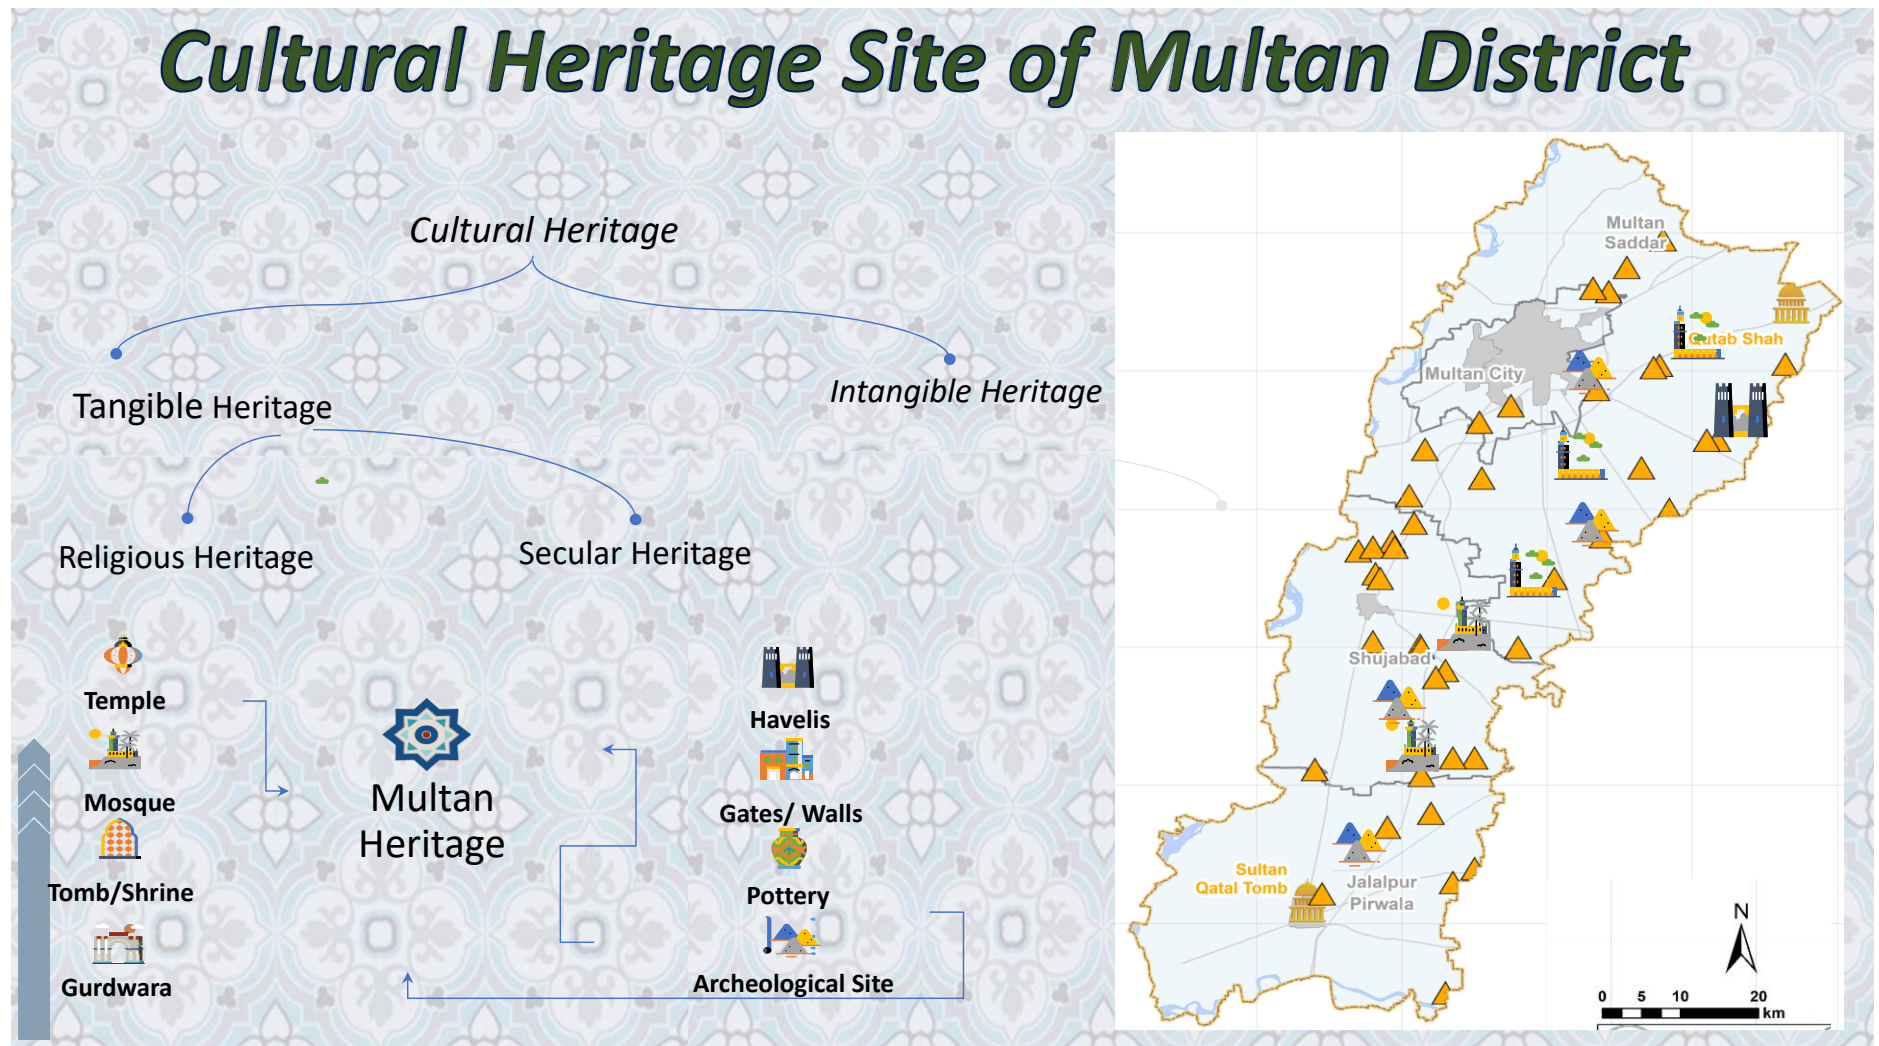 Cultural Heritage Site of Multan District
Cultural Heritage
Tangible Heritage
Intangible Heritage
Religious Heritage
Secular Heritage
Temple
Mosque
Tomb/Shrine
Gurdwara
Multan
Heritage
Havelis
Gates/ Walls
Pottery
Archeological Site
Multan
Saddar
Qutab Shah
Multan City
Shujabad
Sultan
Qatal Tomb
Jalalpur
Pirwala
N
0 5 10 20
km